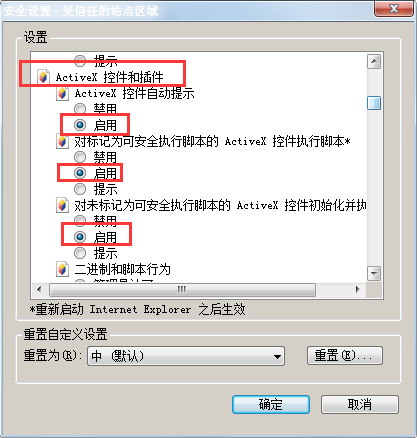 安全设置 - 受信任的站点区域
设置
提示
ActiveX 控件和插件
ActiveX 控件自动提示
禁用
启用
对标记为可安全执行脚本的 ActiveX 控件执行脚本*
禁用
启用
提示
对未标记为可安全执行脚本的 ActiveX 控件初始化并执
禁用
启用
提示
二进制和脚本行为
管理员认可
*重新启动 Internet Explorer 之后生效
重置自定义设置
重置为(R): 中 (默认) 重置(E)...
确定 取消